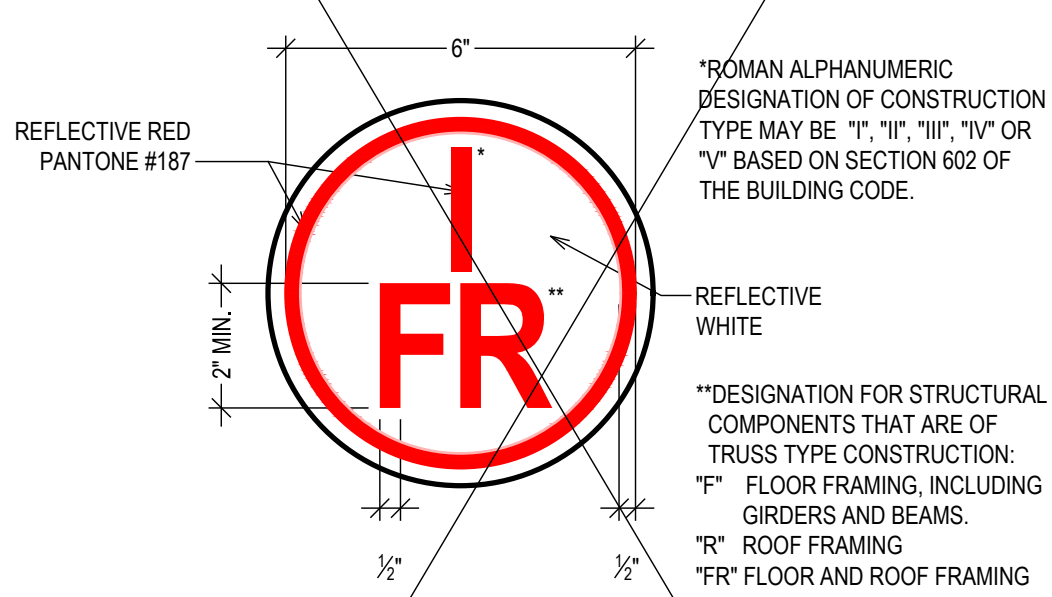 6"
*ROMAN ALPHANUMERIC
DESIGNATION OF CONSTRUCTION
TYPE MAY BE "I", "II", "III", "IV" OR
"V" BASED ON SECTION 602 OF
THE BUILDING CODE.
REFLECTIVE RED
PANTONE #187
I*
FR**
2" MIN.
REFLECTIVE
WHITE
**DESIGNATION FOR STRUCTURAL
COMPONENTS THAT ARE OF
TRUSS TYPE CONSTRUCTION:
"F" FLOOR FRAMING, INCLUDING
GIRDERS AND BEAMS.
"R" ROOF FRAMING
"FR" FLOOR AND ROOF FRAMING
½"
½"